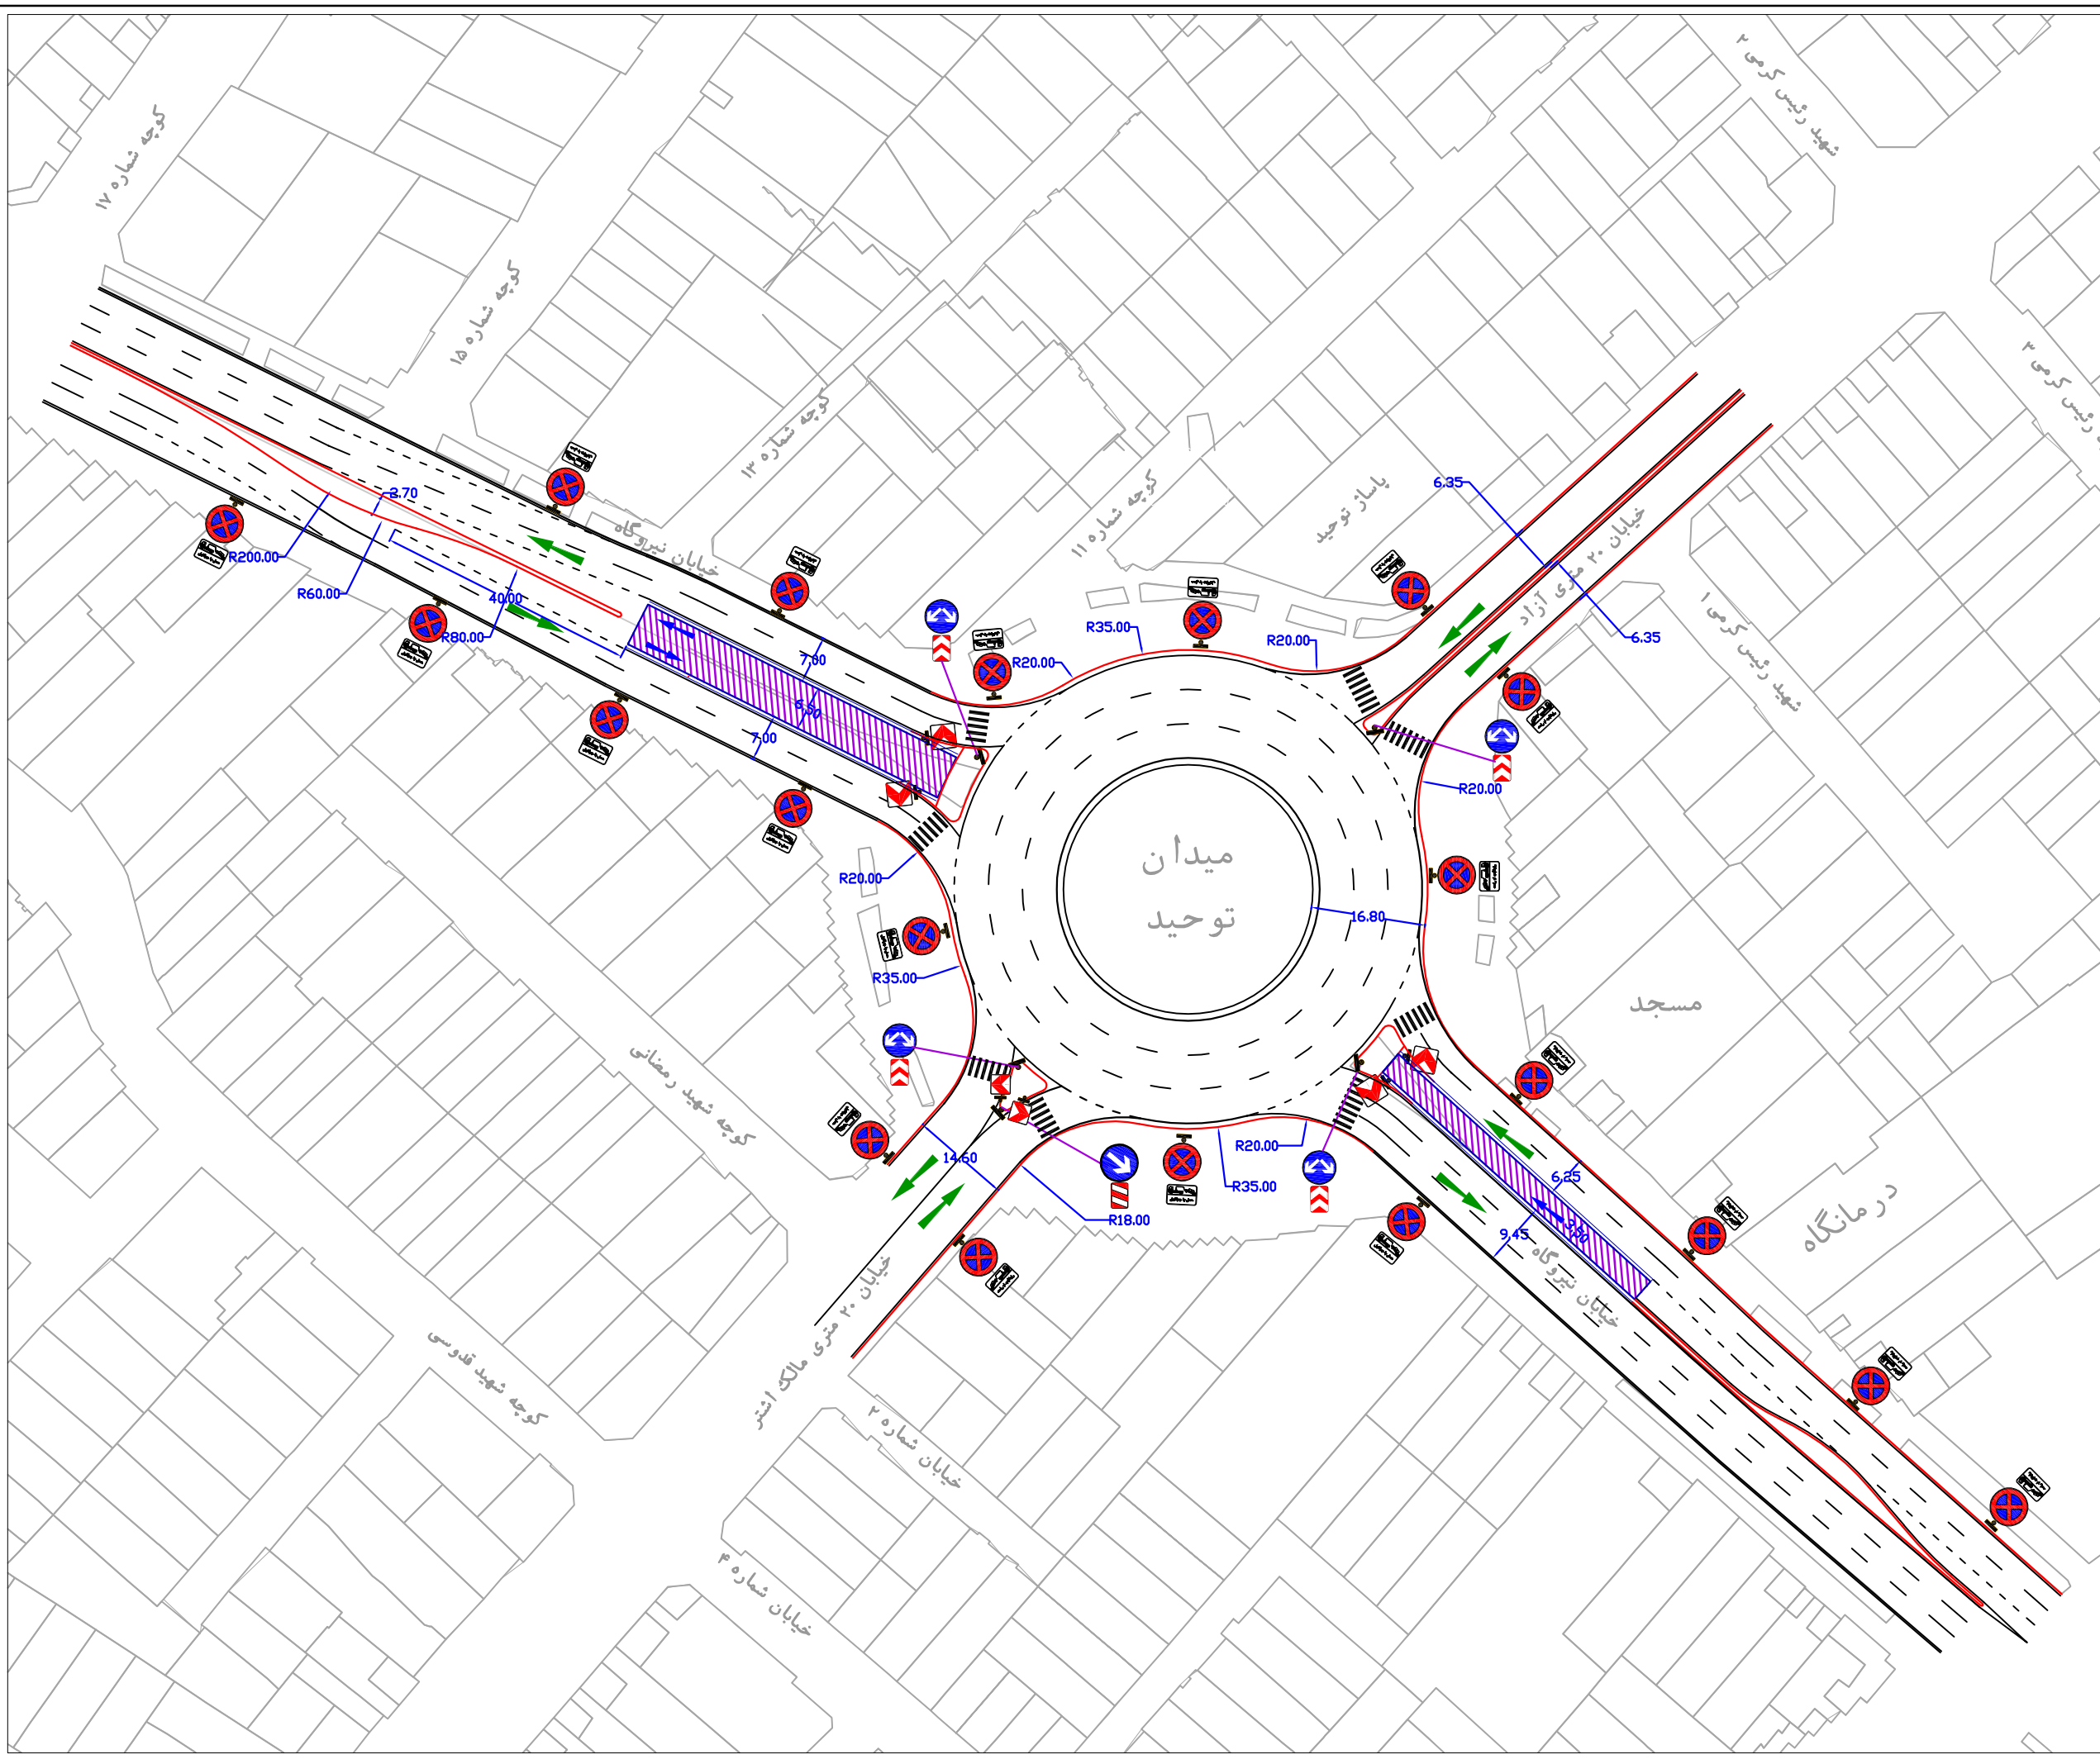 شهید رئیس کرمی ۲
کوچه شماره ۱۷
کوچه شماره ۱۵
رئیس کرمی ۳
کوچه شماره ۱۳
کوچه شماره ۱۱
پاساژ توحید
6.35
خیابان ۲۰ متری آزاد
2.70
R200.00
خیابان نیروگاه
R60.00
40.00
R80.00
شهید رئیس کرمی ۱
6.35
R35.00
R20.00
R20.00
7.00
6.50
7.00
R20.00
میدان
توحید
R20.00
16.80
R35.00
مسجد
کوچه شهید رمضانی
14.60
R20.00
R35.00
R18.00
6.25
3.50
9.45
خیابان نیروگاه
درمانگاه
خیابان ۲۰ متری مالک اشتر
کوچه شهید قدوسی
خیابان شماره ۲
خیابان شماره ۴